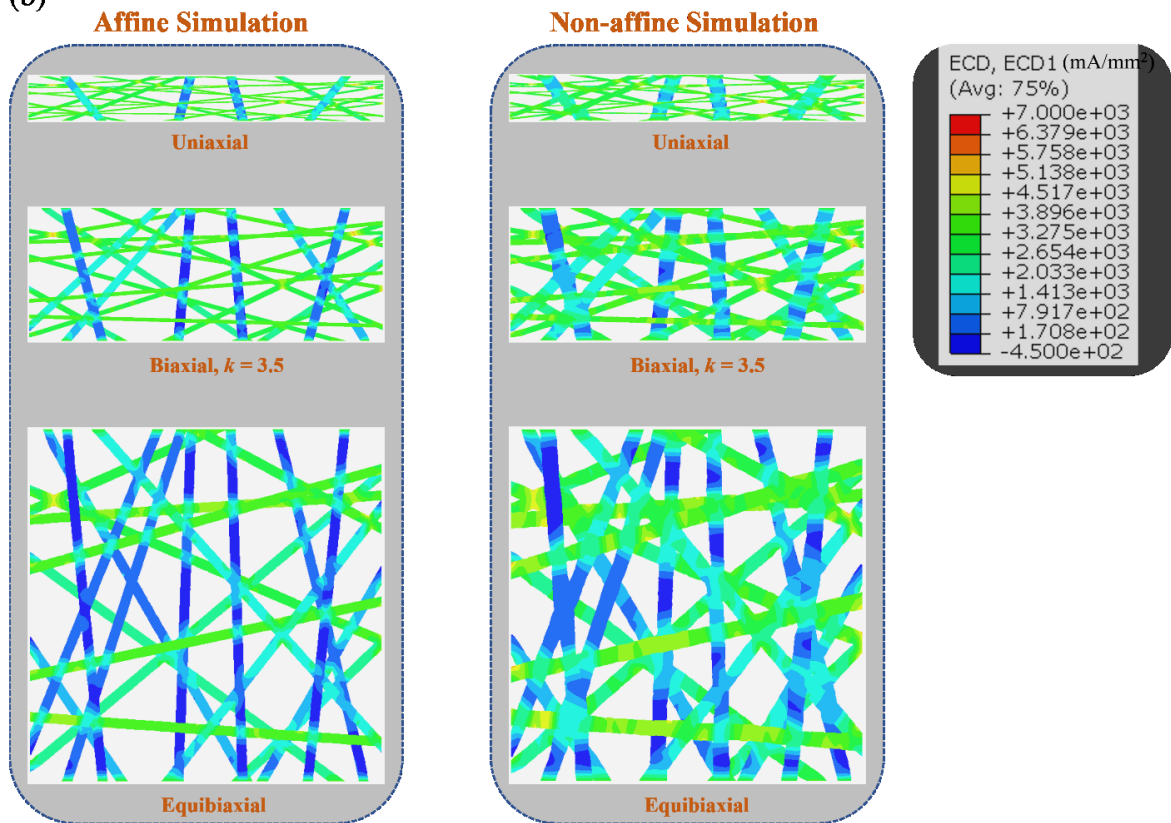 (b)
Affine Simulation
Uniaxial
Biaxial, k = 3.5
Equibiaxial
Non-affine Simulation
Uniaxial
Biaxial, k = 3.5
Equibiaxial
ECD, ECD1 (mA/mm²)
(Avg: 75%)
+7.000e+03
+6.379e+03
+5.758e+03
+5.138e+03
+4.517e+03
+3.896e+03
+3.275e+03
+2.654e+03
+2.033e+03
+1.413e+03
+7.917e+02
+1.708e+02
-4.500e+02